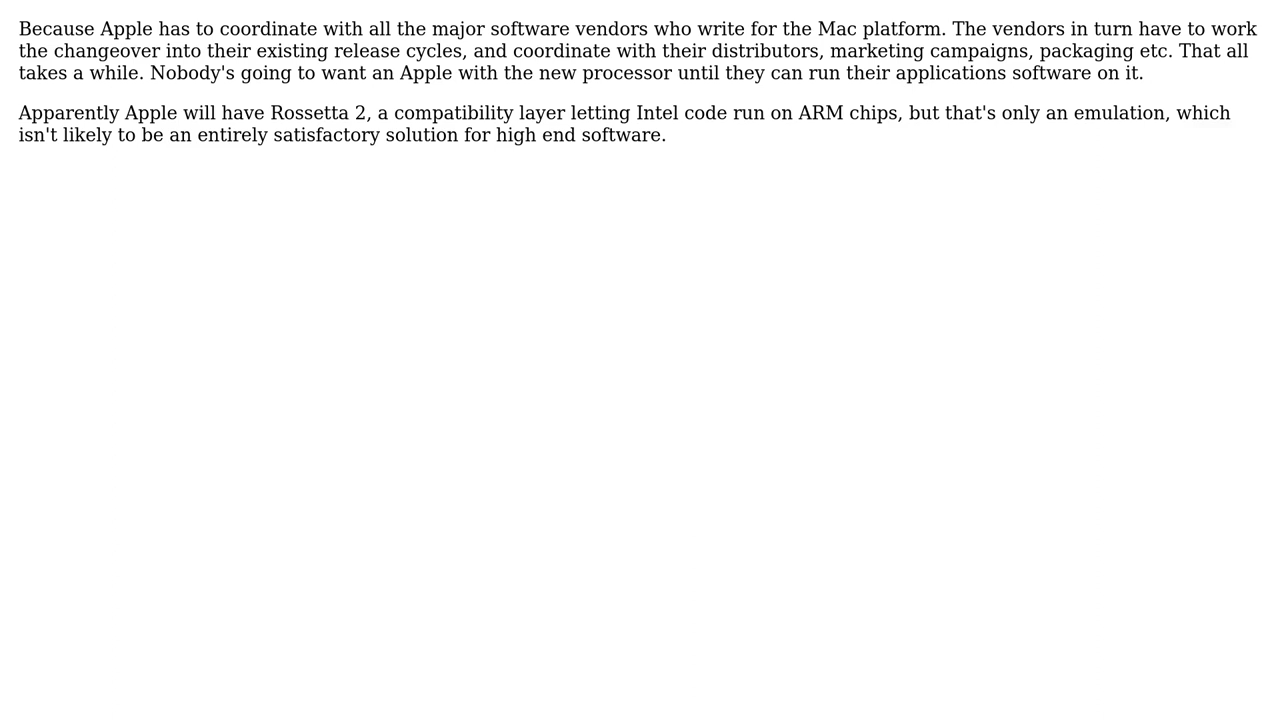 Because Apple has to coordinate with all the major software vendors who write for the Mac platform. The vendors in turn have to work
the changeover into their existing release cycles, and coordinate with their distributors, marketing campaigns, packaging etc. That all
takes a while. Nobody's going to want an Apple with the new processor until they can run their applications software on it.
Apparently Apple will have Rossetta 2, a compatibility layer letting Intel code run on ARM chips, but that's only an emulation, which
isn't likely to be an entirely satisfactory solution for high end software.